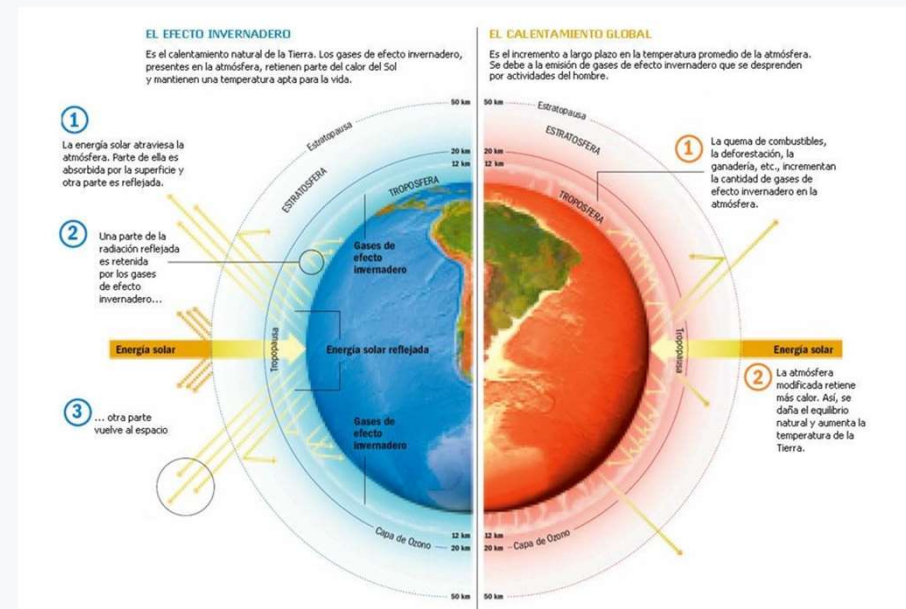 EL EFECTO INVERNADERO
Es el calentamiento natural de la Tierra. Los gases de efecto invernadero,
presentes en la atmósfera, retienen parte del calor del Sol
y mantienen una temperatura apta para la vida.
1
La energía solar atraviesa la
atmósfera. Parte de ella es
absorbida por la superficie y
otra parte es reflejada.
2
Una parte de la
radiación reflejada
es retenida
por los gases
de efecto
invernadero...
Energía solar
3
... otra parte
vuelve al espacio
50 km
Estratopausa
20 km
12 km
ESTRATOSFERA
TROPOSFERA
Gases de
efecto
invernadero
Tropopausa
Energía solar reflejada
Gases de
efecto
invernadero
Capa de Ozono
12 km
20 km
50 km
EL CALENTAMIENTO GLOBAL
Es el incremento a largo plazo en la temperatura promedio de la atmósfera.
Se debe a la emisión de gases de efecto invernadero que se desprenden
por actividades del hombre.
50 km
Estratopausa
ESTRATOSFERA
20 km
12 km
TROPOSFERA
1
La quema de combustibles,
la deforestación, la
ganadería, etc., incrementan
la cantidad de gases de
efecto invernadero en la
atmósfera.
Tropopausa
Energía solar
2
La atmósfera
modificada retiene
más calor. Así, se
daña el equilibrio
natural y aumenta la
temperatura de la
Tierra.
12 km
20 km
Capa de Ozono
50 km